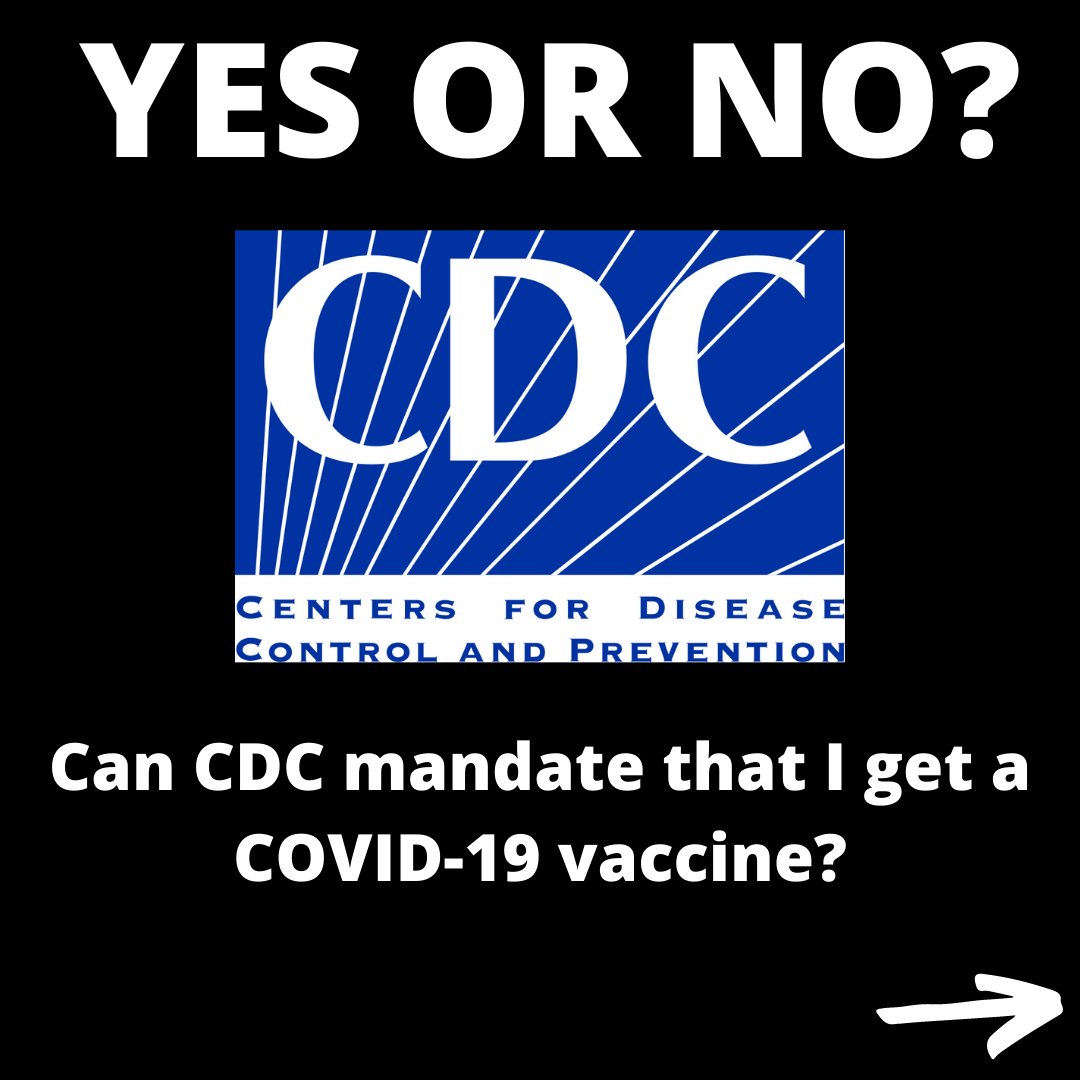 YES OR NO?
CDC
CENTERS FOR DISEASE
CONTROL AND PREVENTION
Can CDC mandate that I get a
COVID-19 vaccine?